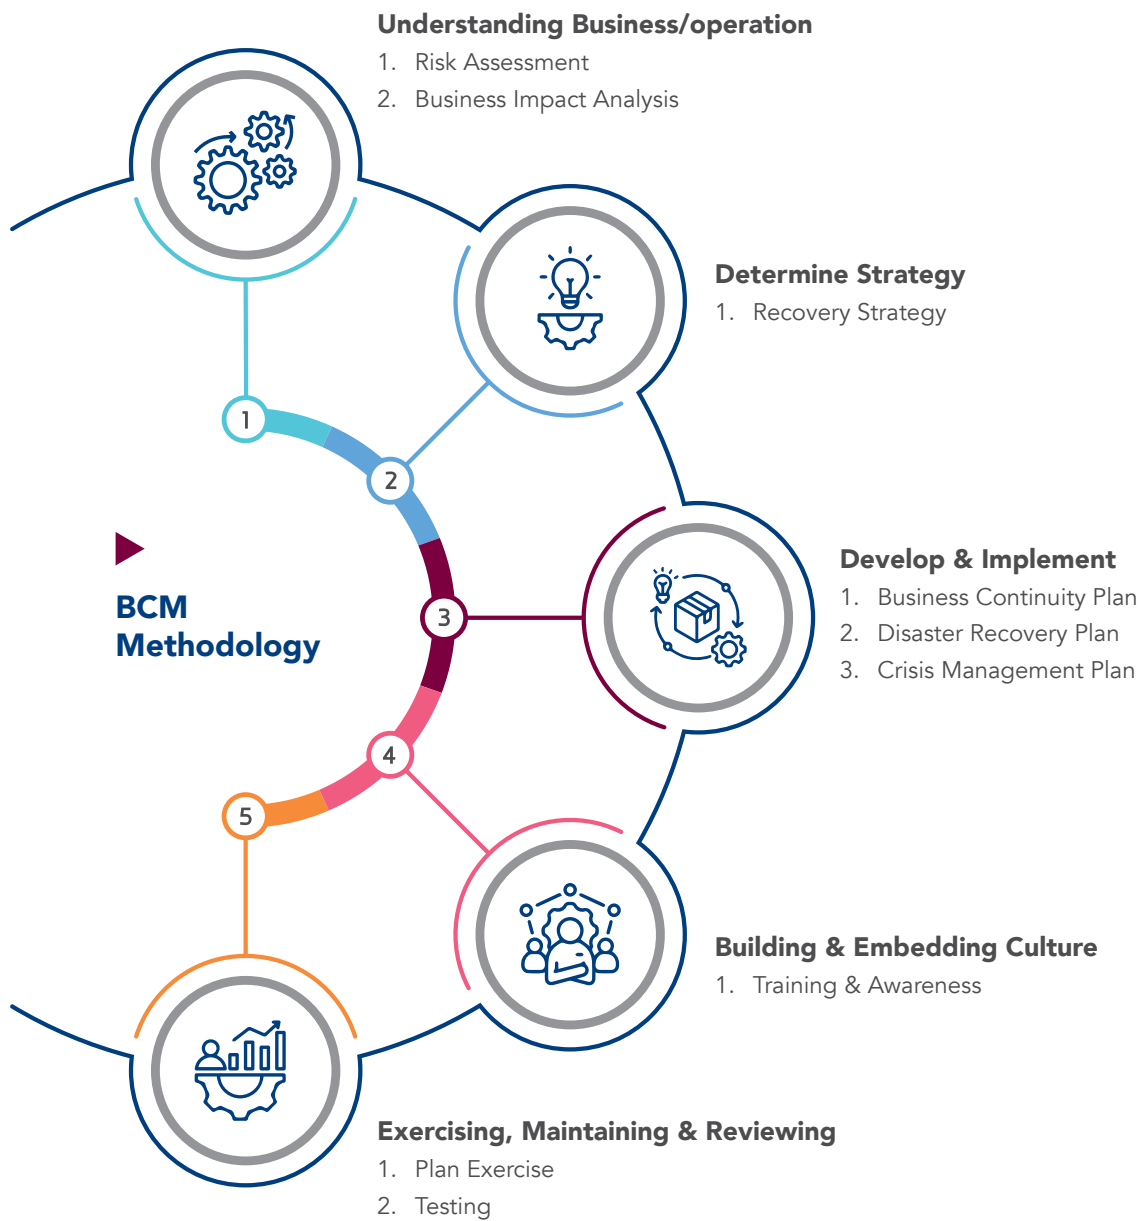 Understanding Business/operation
1. Risk Assessment
2. Business Impact Analysis
Determine Strategy
1. Recovery Strategy
1
2
BCM
Methodology
3
Develop & Implement
1. Business Continuity Plan
2. Disaster Recovery Plan
3. Crisis Management Plan
4
5
Building & Embedding Culture
1. Training & Awareness
Exercising, Maintaining & Reviewing
1. Plan Exercise
2. Testing